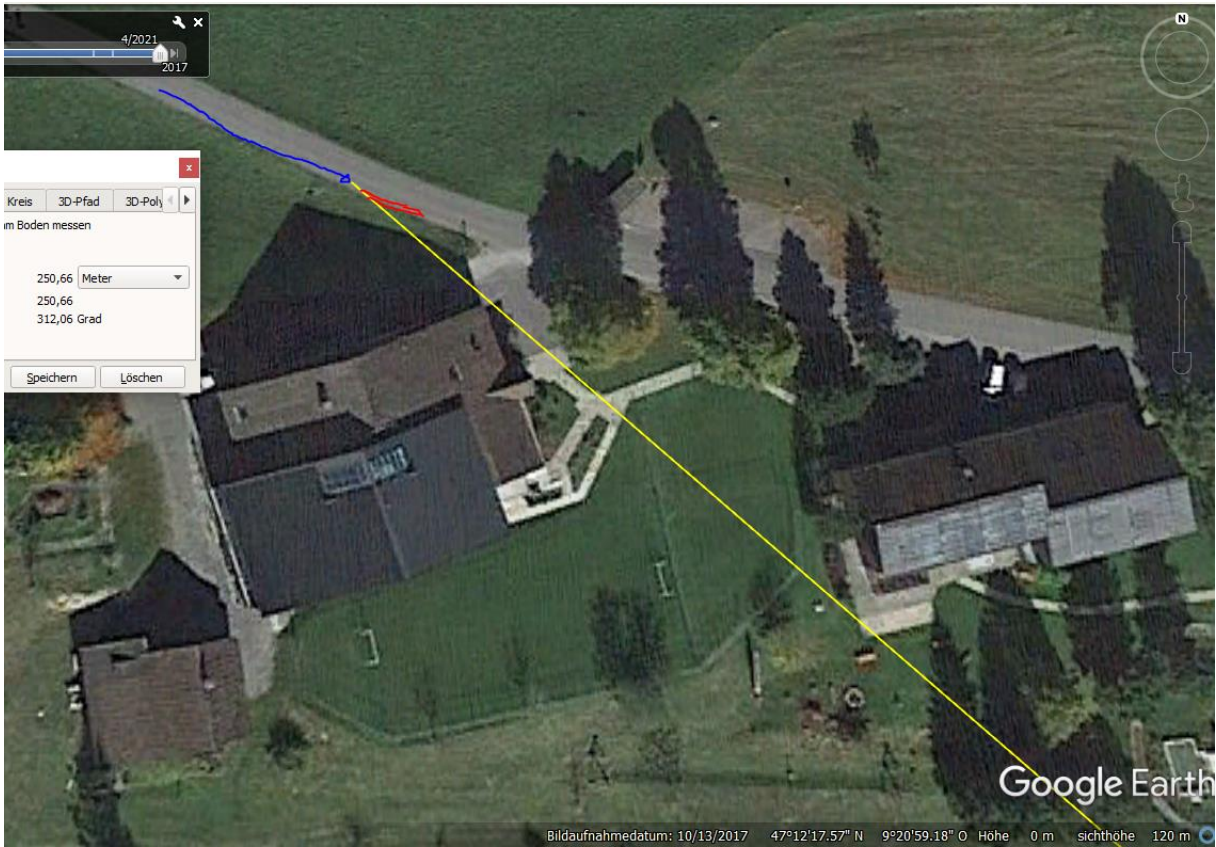 4/2021
2017
x
Kreis 3D-Pfad 3D-Poly
m Boden messen
250,66 Meter
250,66
312,06 Grad
Speichern Löschen
N
Google Earth
Bildaufnahmedatum: 10/13/2017 47°12'17.57" N 9°20'59.18" O Höhe 0 m sichthöhe 120 m